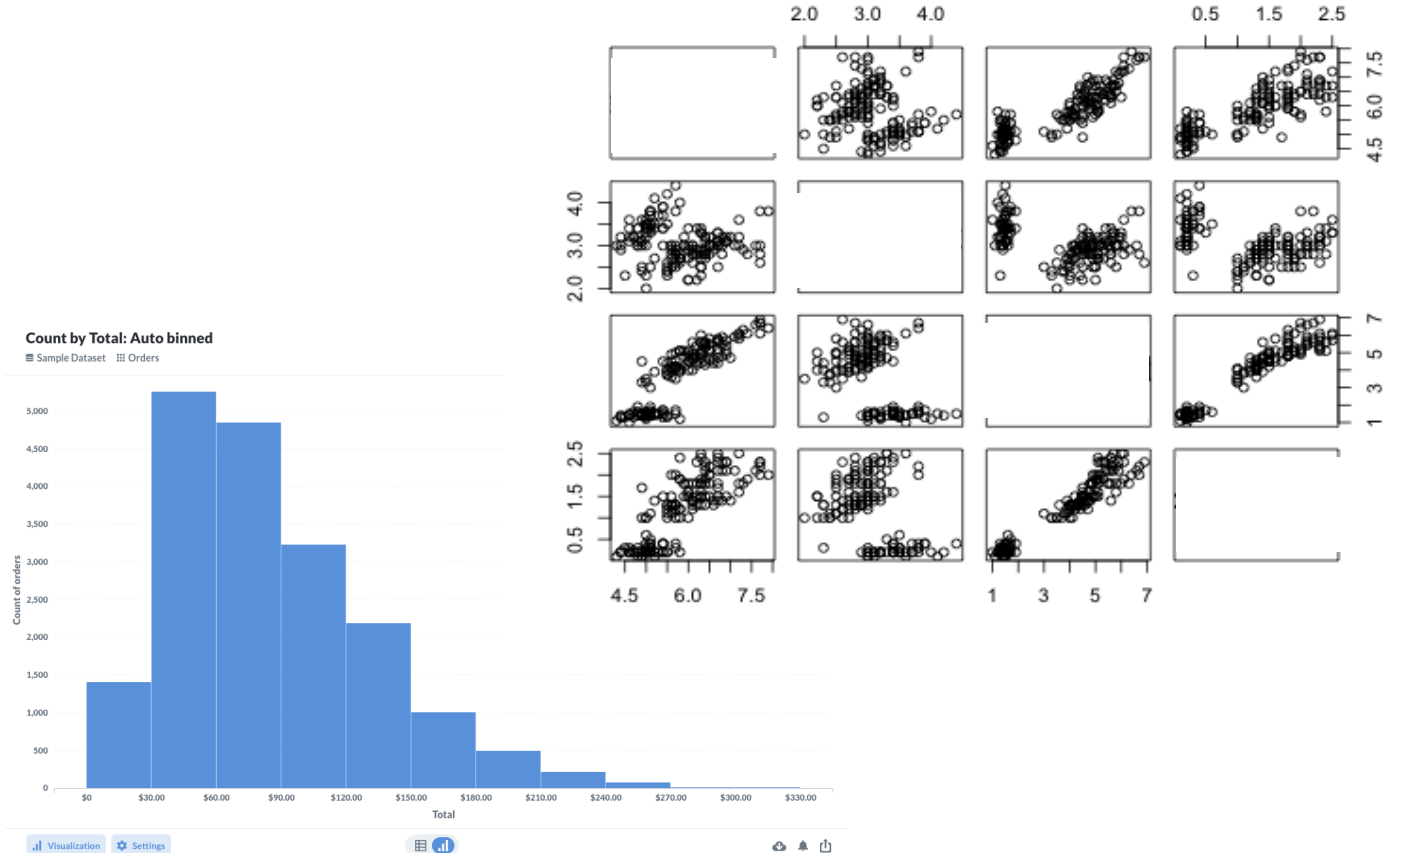 2.0 3.0 4.0
0.5 1.5 2.5
4.5 6.0 7.5
2.0 3.0 4.0
1 3 5 7
0.5 1.5 2.5
4.5 6.0 7.5
1 3 5 7
Count by Total: Auto binned
Sample Dataset Orders
5,000
4,500
4,000
3,500
3,000
2,500
2,000
1,500
1,000
500
0
Count of orders
$0 $30.00 $60.00 $90.00 $120.00 $150.00 $180.00 $210.00 $240.00 $270.00 $300.00 $330.00
Total
Visualization Settings